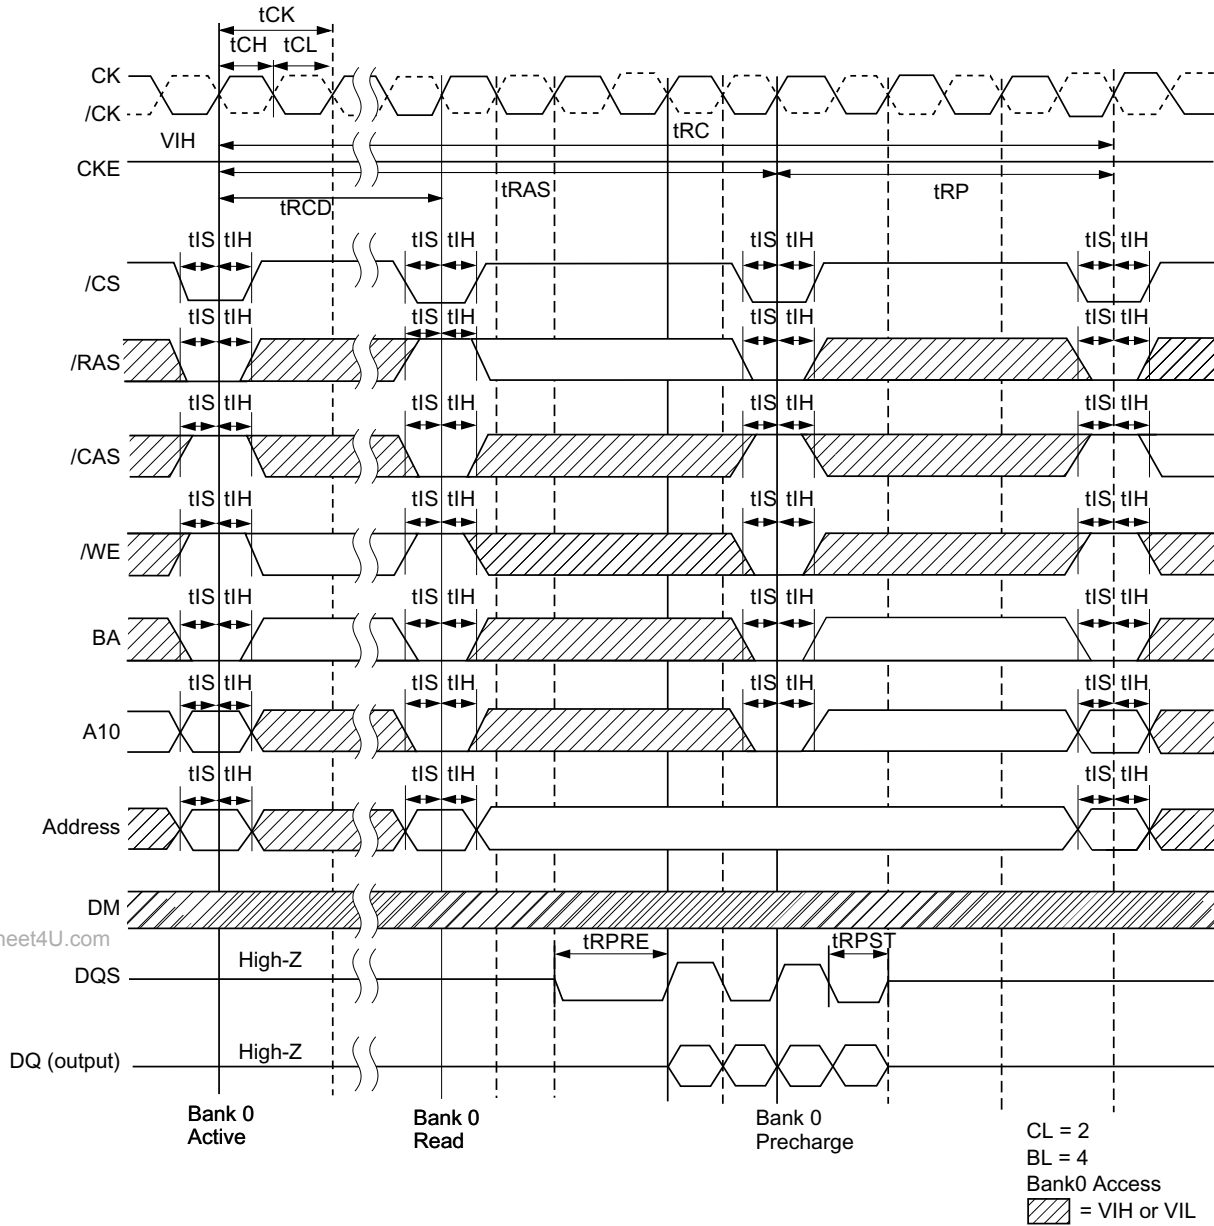 tCK
tCH tCL
CK
/CK
VIH
tRC
CKE
tRAS
tRP
tRCD
tIS tIH tIS tIH tIS tIH tIS tIH
/CS
tIS tIH tIS tIH tIS tIH tIS tIH
/RAS
tIS tIH tIS tIH tIS tIH tIS tIH
/CAS
tIS tIH tIS tIH tIS tIH tIS tIH
/WE
tIS tIH tIS tIH tIS tIH tIS tIH
BA
tIS tIH tIS tIH tIS tIH tIS tIH
A10
tIS tIH tIS tIH tIS tIH
Address
DM
heet4U.com
tRPRE tRPST
High-Z
DQS
High-Z
DQ (output)
Bank 0 Bank 0 Bank 0
Active Read Precharge
CL = 2
BL = 4
Bank0 Access
= VIH or VIL